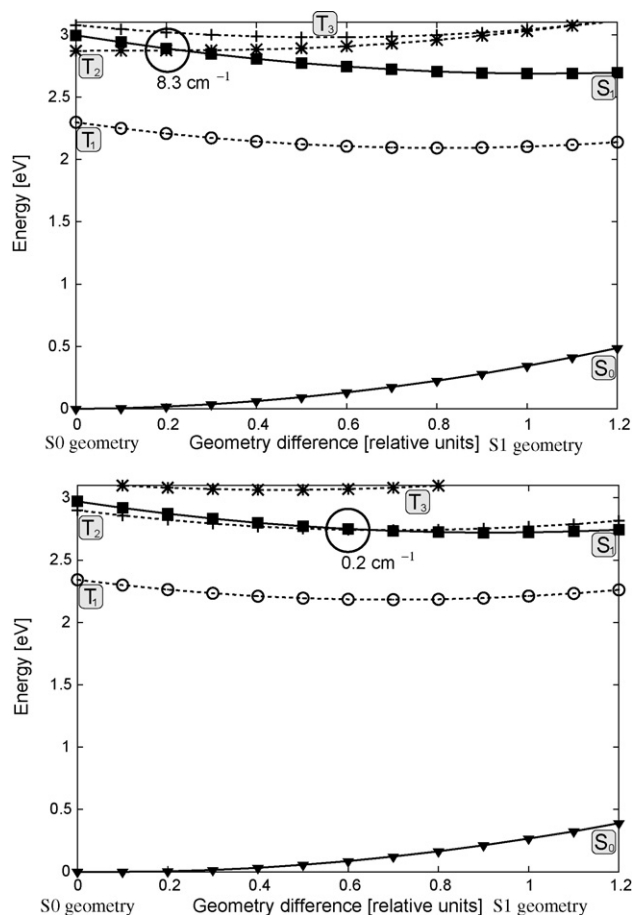 T3
3
T2
8.3 cm −1
S1
2.5
T1
2
Energy [eV]
1.5
1
0.5
S0
0
0 0.2 0.4 0.6 0.8 1 1.2
S0 geometry Geometry difference [relative units] S1 geometry
3
T3
T2
S1
0.2 cm −1
2.5
T1
2
Energy [eV]
1.5
1
0.5
S0
0
0 0.2 0.4 0.6 0.8 1 1.2
S0 geometry Geometry difference [relative units] S1 geometry